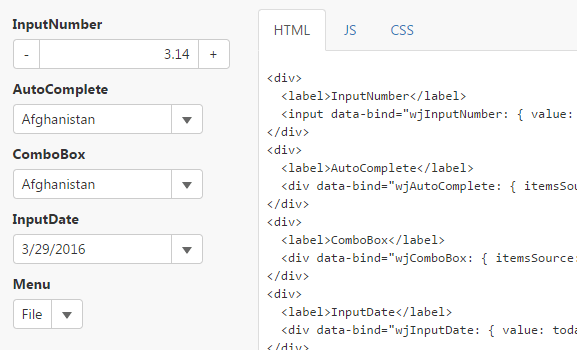 InputNumber
- 3.14 +
AutoComplete
Afghanistan
ComboBox
Afghanistan
InputDate
3/29/2016
Menu
File
HTML JS CSS
<div>
<label>InputNumber</label>
<input data-bind="wjInputNumber: { value:
</div>
<div>
<label>AutoComplete</label>
<div data-bind="wjAutoComplete: { itemsSou
</div>
<div>
<label>ComboBox</label>
<div data-bind="wjComboBox: { itemsSource:
</div>
<div>
<label>InputDate</label>
<div data-bind="wjInputDate: { value: toda
</div>